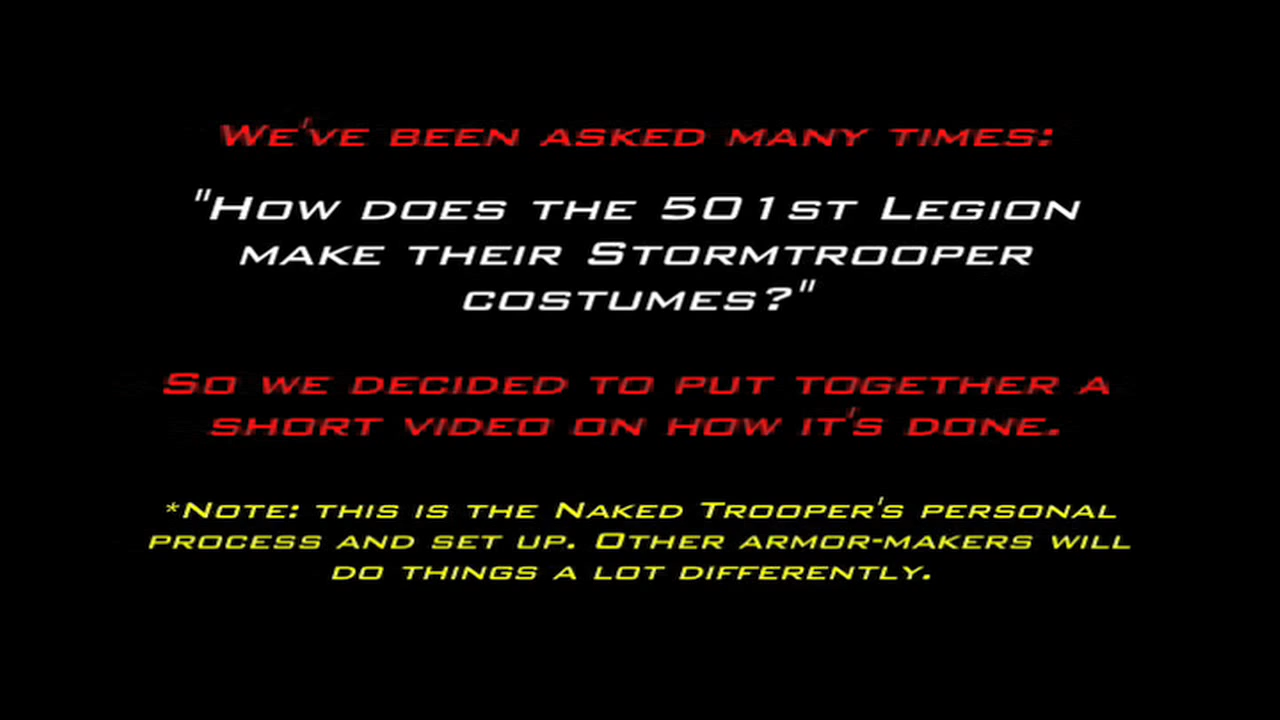 We've been asked many times:
"How does the 501st Legion
make their Stormtrooper
costumes?"
So we decided to put together a
short video on how it's done.
*Note: this is the Naked Trooper's personal
process and set up. Other armor-makers will
do things a lot differently.